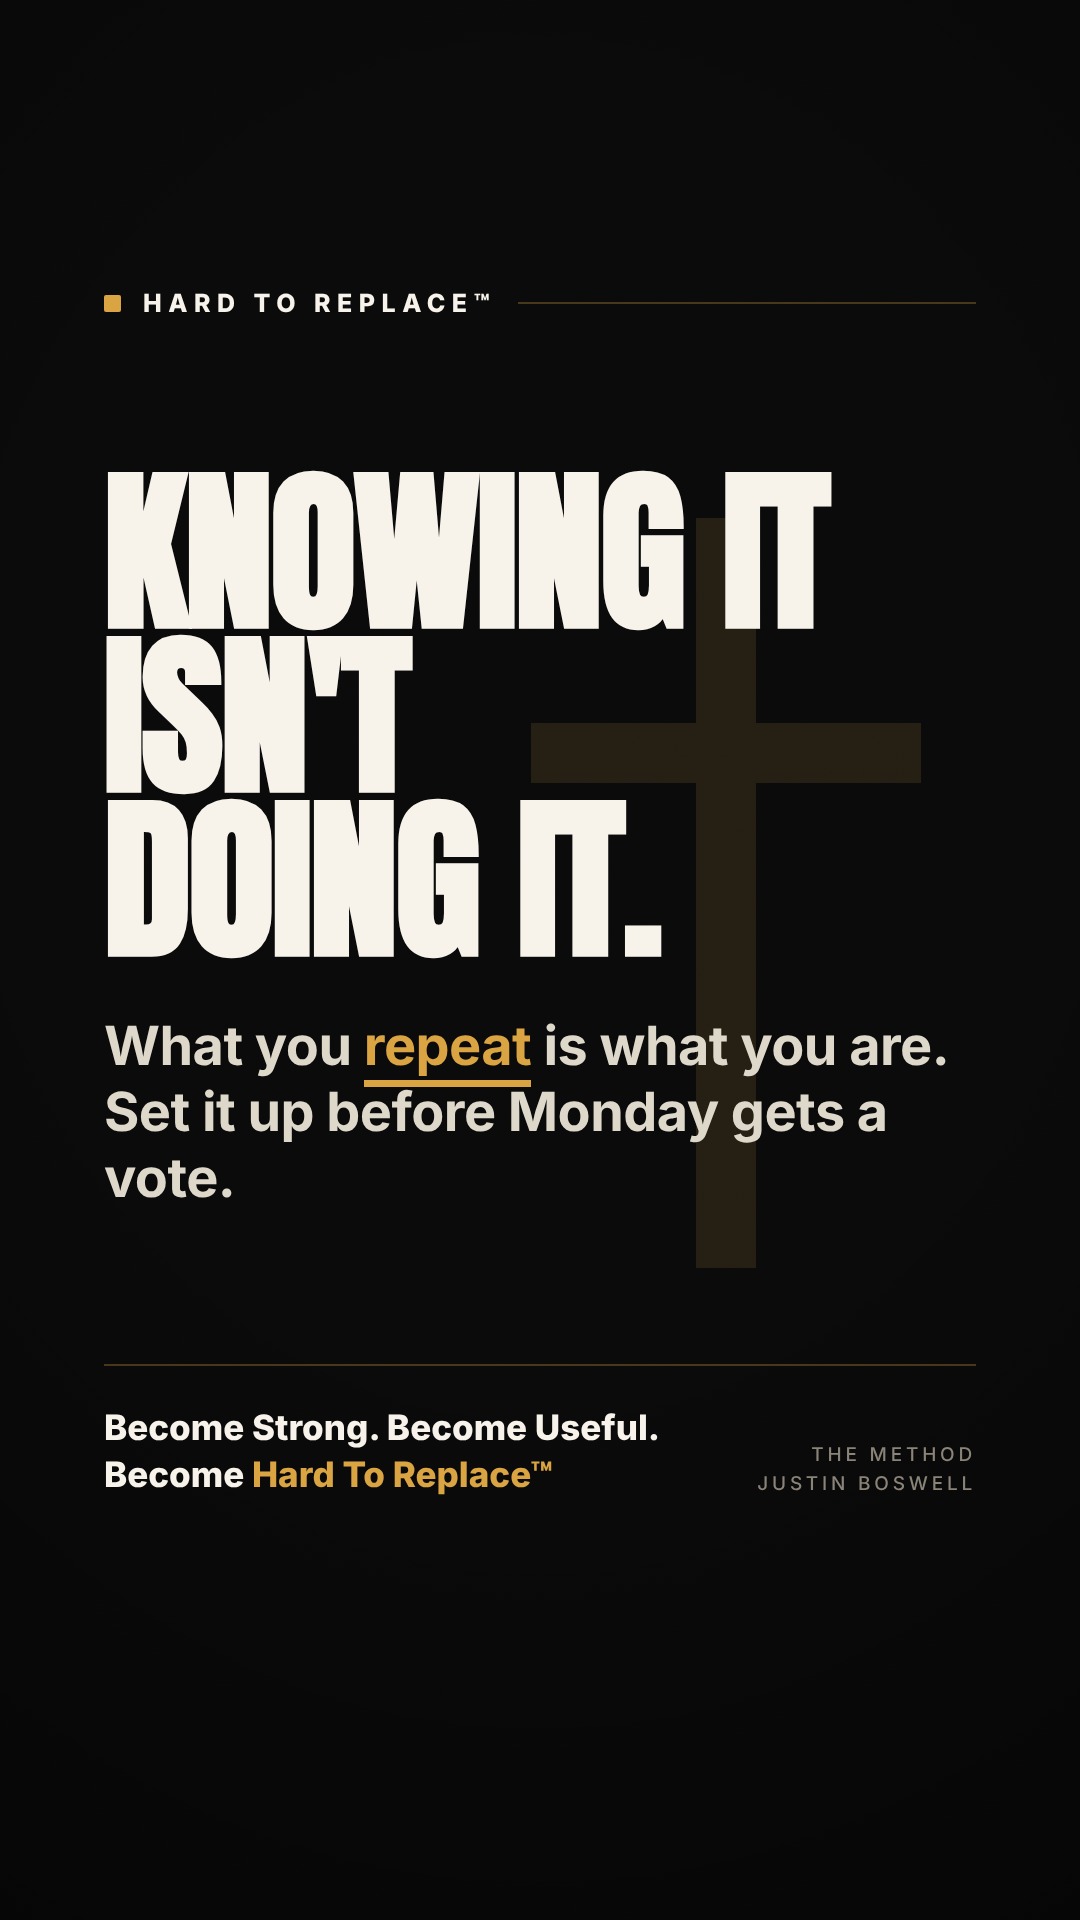 HARD TO REPLACE™
KNOWING IT
ISN'T
DOING IT.
What you repeat is what you are.
Set it up before Monday gets a
vote.
Become Strong. Become Useful.
Become Hard To Replace™
THE METHOD
JUSTIN BOSWELL